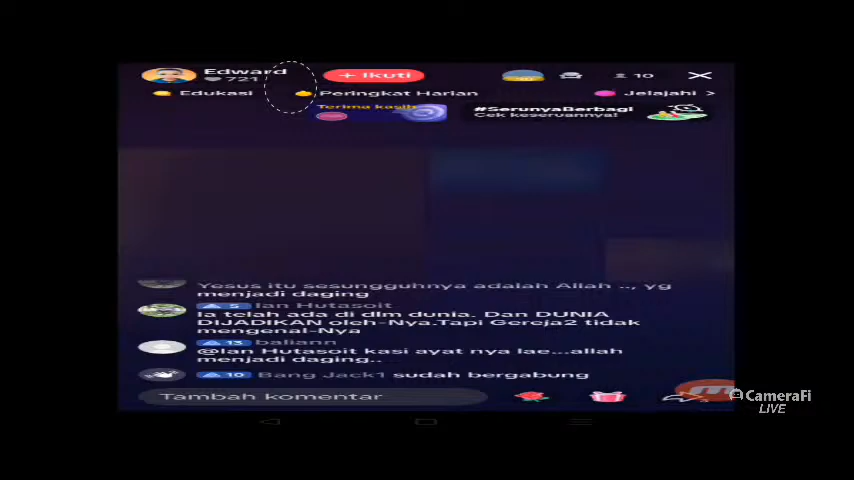 Edward
721
+ Ikuti
10
Edukasi
Peringkat Harian
Jelajahi >
Terima kasih
#SerunyaBerbagi
Cek keseruannya!
Yesus itu sesungguhnya adalah Allah .., yg
menjadi daging
5 Ian Hutasoit
Ia telah ada di dlm dunia. Dan DUNIA
DIJADIKAN oleh-Nya.Tapi Gereja2 tidak
mengenal-Nya
13 baliann
@Ian Hutasoit kasi ayat nya lae...allah
menjadi daging..
10 Bang Jack1 sudah bergabung
Tambah komentar
CameraFi
LIVE